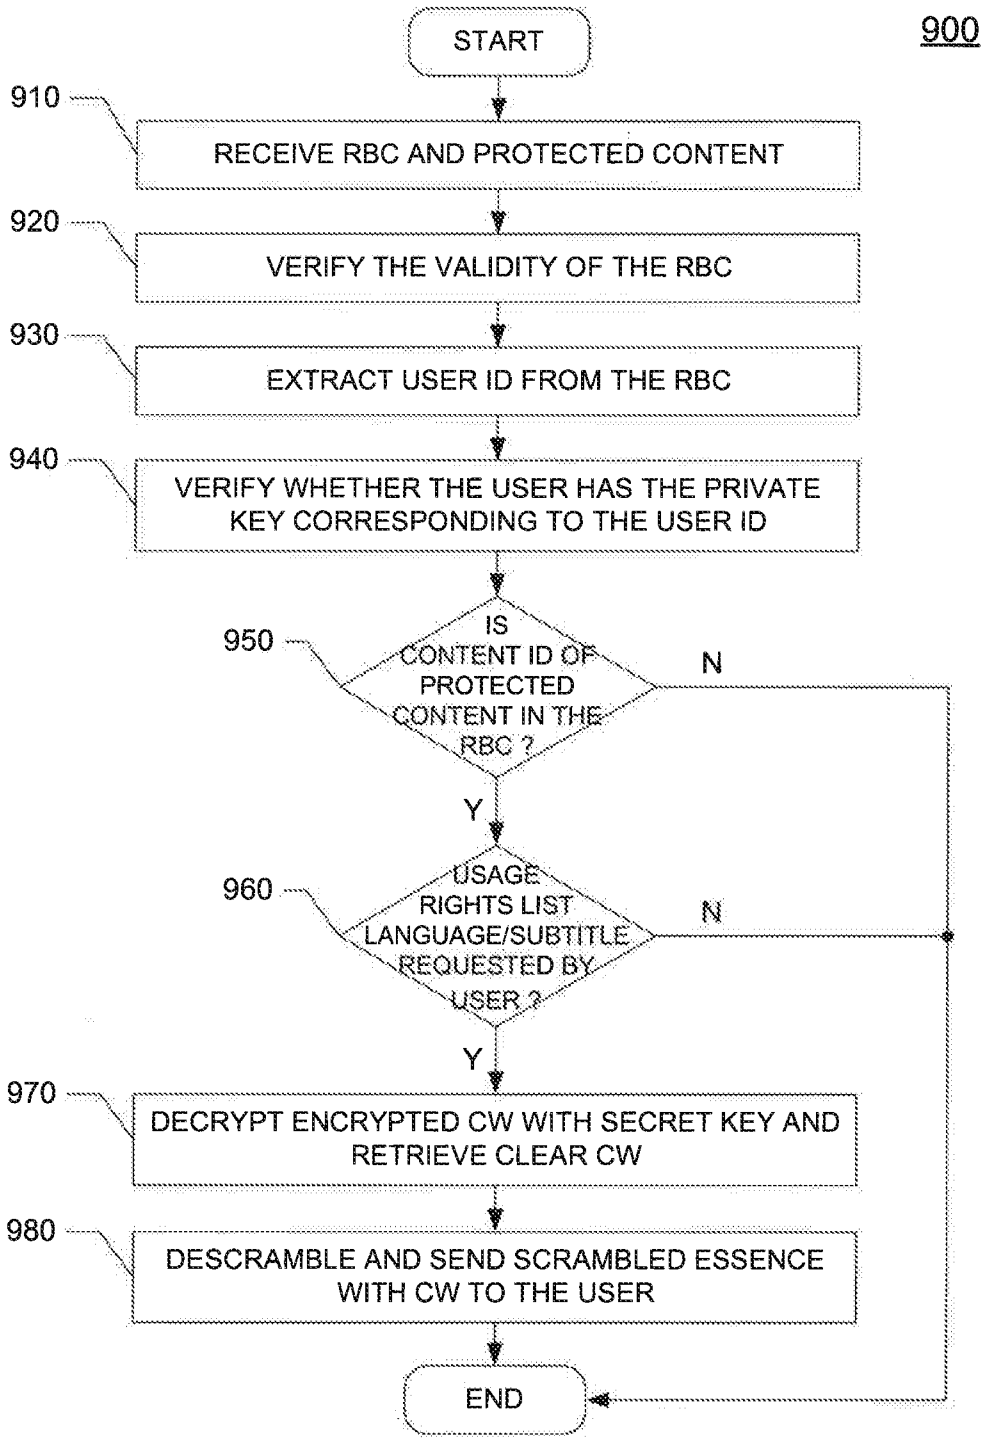 START
900
910
RECEIVE RBC AND PROTECTED CONTENT
920
VERIFY THE VALIDITY OF THE RBC
930
EXTRACT USER ID FROM THE RBC
940
VERIFY WHETHER THE USER HAS THE PRIVATE
KEY CORRESPONDING TO THE USER ID
950
IS
CONTENT ID OF
PROTECTED
CONTENT IN THE
RBC ?
N
Y
960
USAGE
RIGHTS LIST
LANGUAGE/SUBTITLE
REQUESTED BY
USER ?
N
Y
970
DECRYPT ENCRYPTED CW WITH SECRET KEY AND
RETRIEVE CLEAR CW
980
DESCRAMBLE AND SEND SCRAMBLED ESSENCE
WITH CW TO THE USER
END